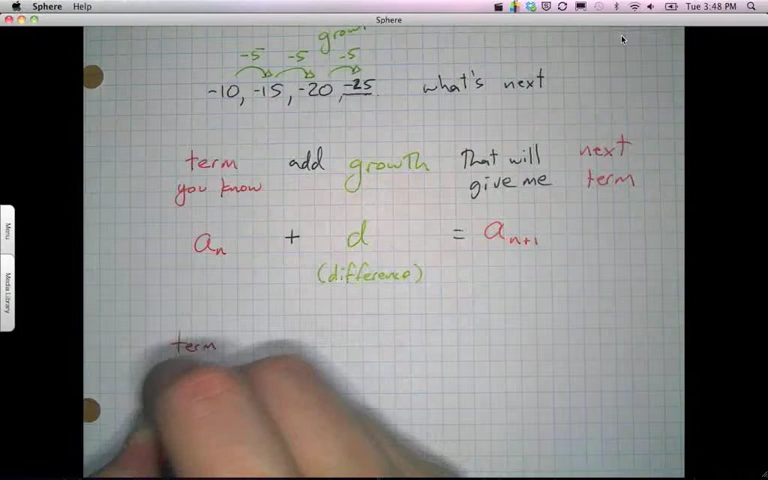 Sphere Help Tue 3:48 PM
Sphere
growt
-5 -5 -5
-10, -15, -20, -25 what's next
term add growth That will next
you know give me term
an + d = an+1
(difference)
term
Menu
Media Library